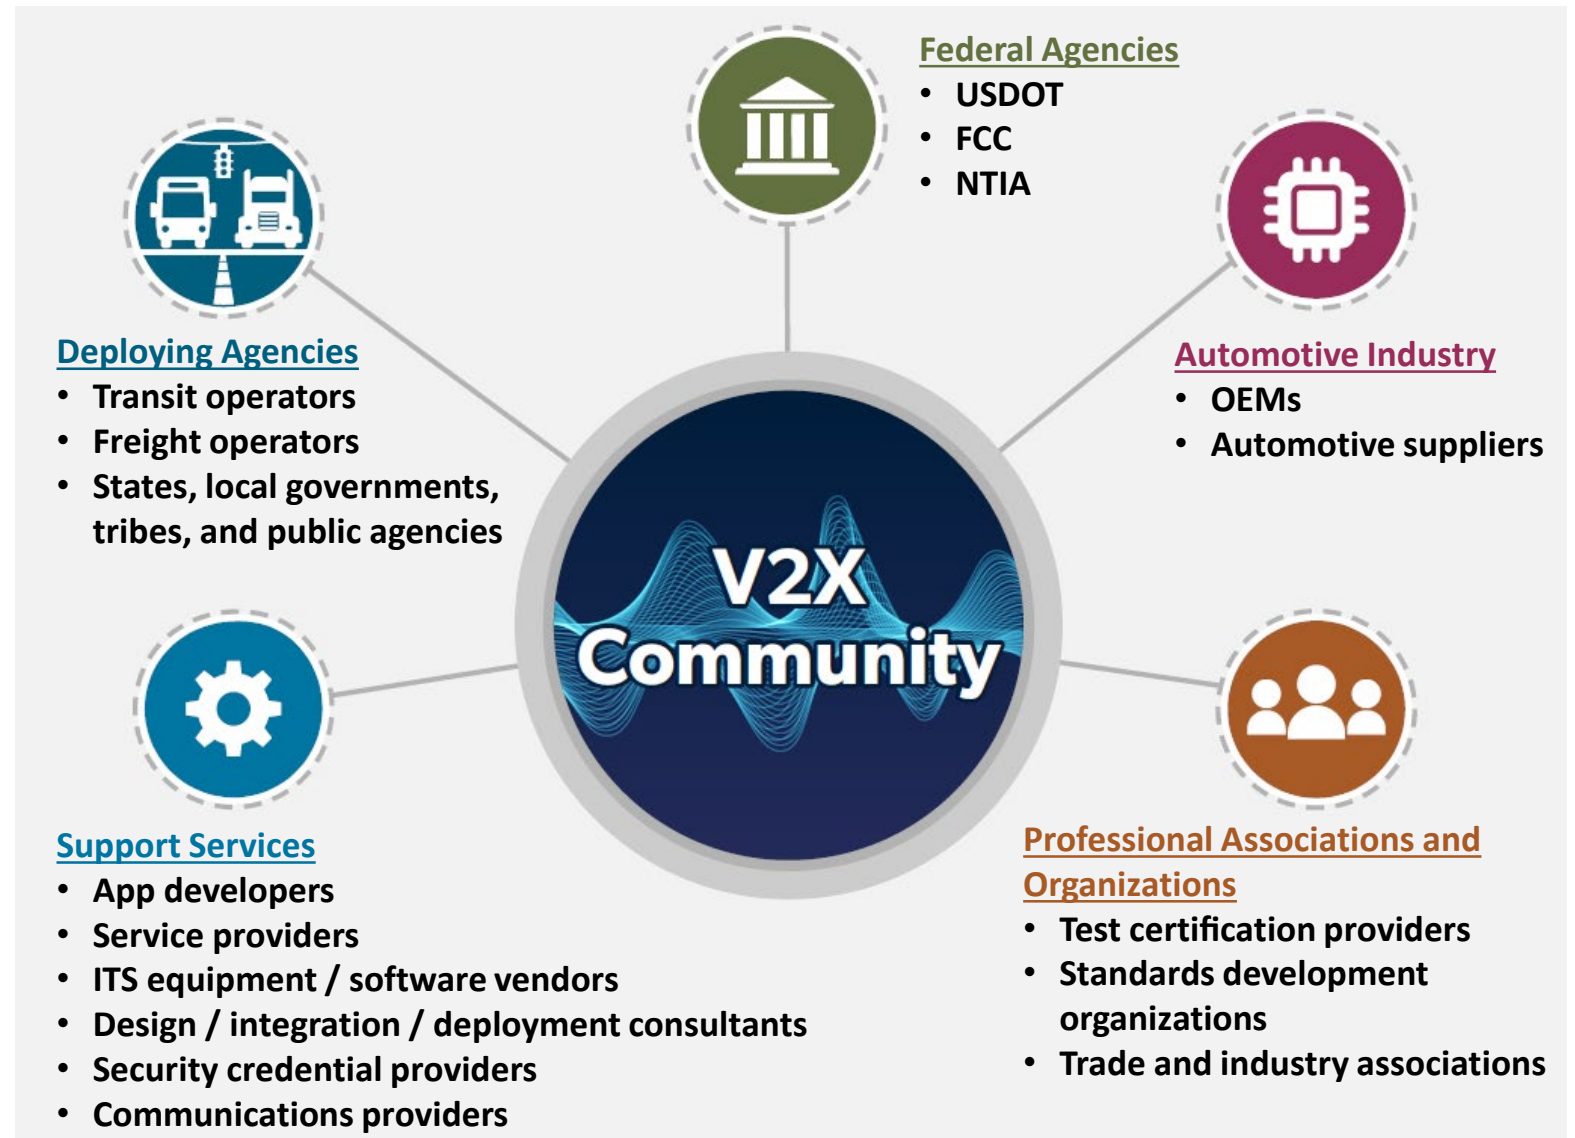 Federal Agencies
• USDOT
• FCC
• NTIA
Deploying Agencies
• Transit operators
• Freight operators
• States, local governments,
tribes, and public agencies
Automotive Industry
• OEMs
• Automotive suppliers
V2X
Community
Support Services
• App developers
• Service providers
• ITS equipment / software vendors
• Design / integration / deployment consultants
• Security credential providers
• Communications providers
Professional Associations and
Organizations
• Test certification providers
• Standards development
organizations
• Trade and industry associations